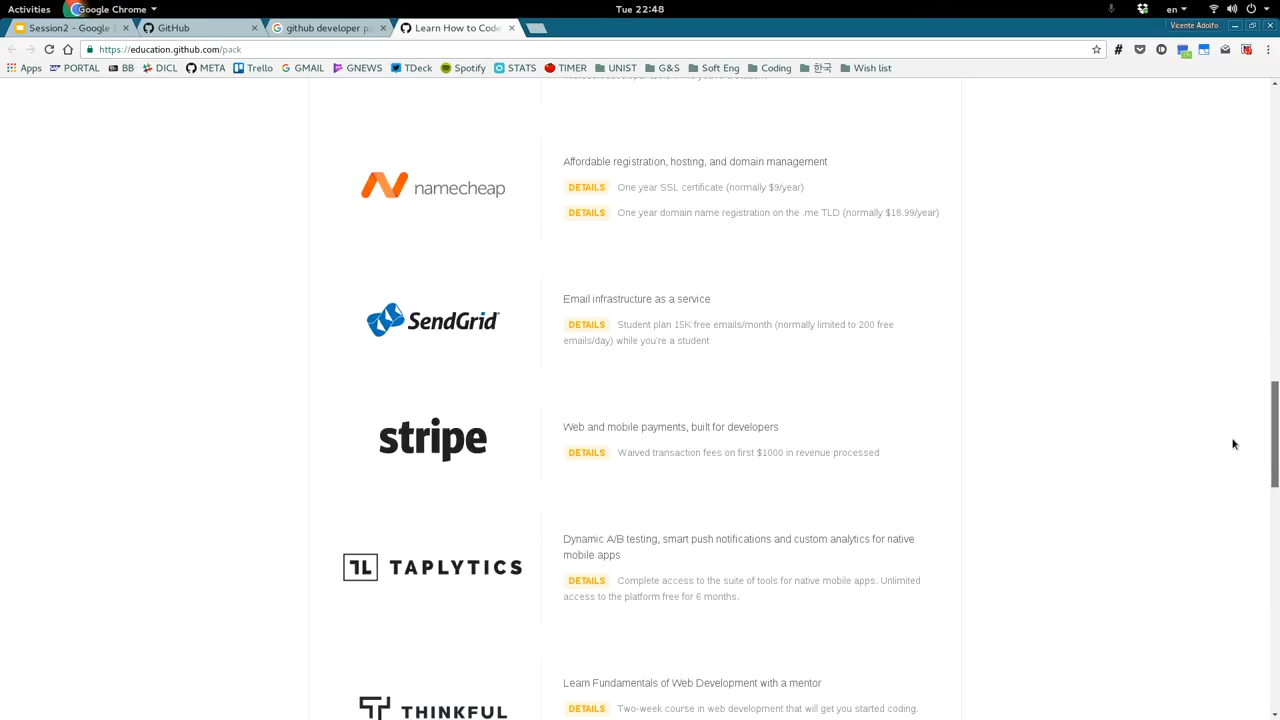 Activities
Google Chrome
Tue 22:48
en
Session2 - Google
GitHub
github developer pa
Learn How to Code
Vicente Adolfo
https://education.github.com/pack
Apps
PORTAL
BB
DICL
META
Trello
GMAIL
GNEWS
TDeck
Spotify
STATS
TIMER
UNIST
G&S
Soft Eng
Coding
한국
Wish list
Affordable registration, hosting, and domain management
namecheap
DETAILS One year SSL certificate (normally $9/year)
DETAILS One year domain name registration on the .me TLD (normally $18.99/year)
Email infrastructure as a service
SendGrid
DETAILS Student plan 15K free emails/month (normally limited to 200 free
emails/day) while you're a student
stripe
Web and mobile payments, built for developers
DETAILS Waived transaction fees on first $1000 in revenue processed
Dynamic A/B testing, smart push notifications and custom analytics for native
mobile apps
TAPLYTICS
DETAILS Complete access to the suite of tools for native mobile apps. Unlimited
access to the platform free for 6 months.
Learn Fundamentals of Web Development with a mentor
THINKFUL
DETAILS Two-week course in web development that will get you started coding.